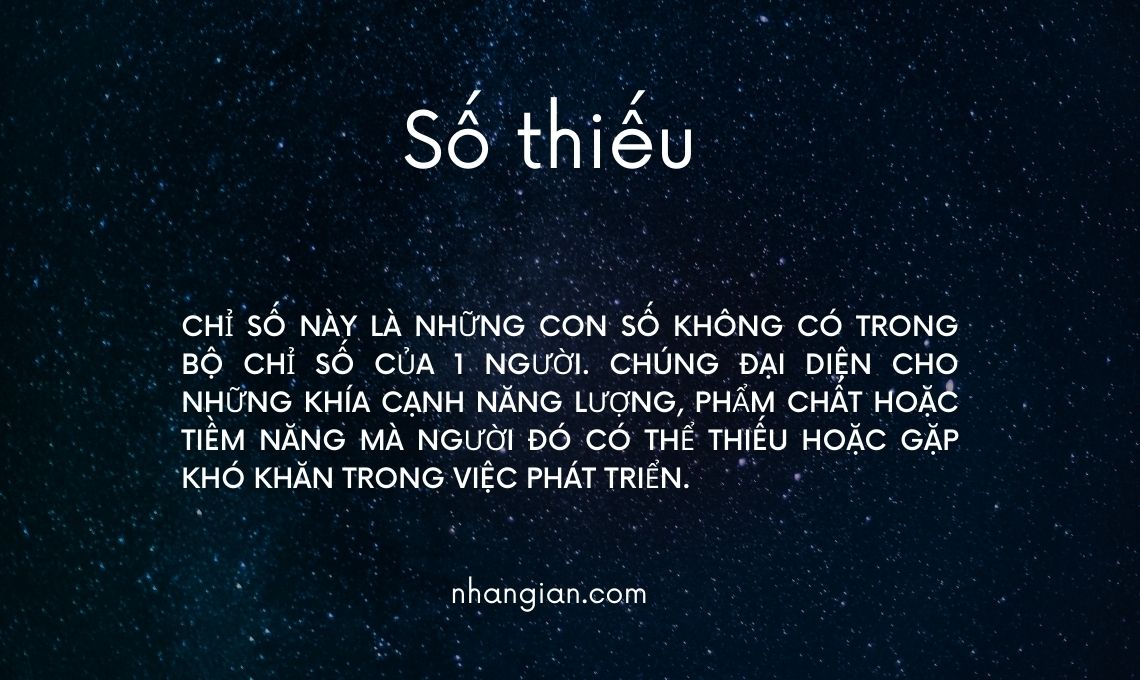 Số thiếu
CHỈ SỐ NÀY LÀ NHỮNG CON SỐ KHÔNG CÓ TRONG
BỘ CHỈ SỐ CỦA 1 NGƯỜI. CHÚNG ĐẠI DIỆN CHO
NHỮNG KHÍA CẠNH NĂNG LƯỢNG, PHẨM CHẤT HOẶC
TIỀM NĂNG MÀ NGƯỜI ĐÓ CÓ THỂ THIẾU HOẶC GẶP
KHÓ KHĂN TRONG VIỆC PHÁT TRIỂN.
nhangian.com